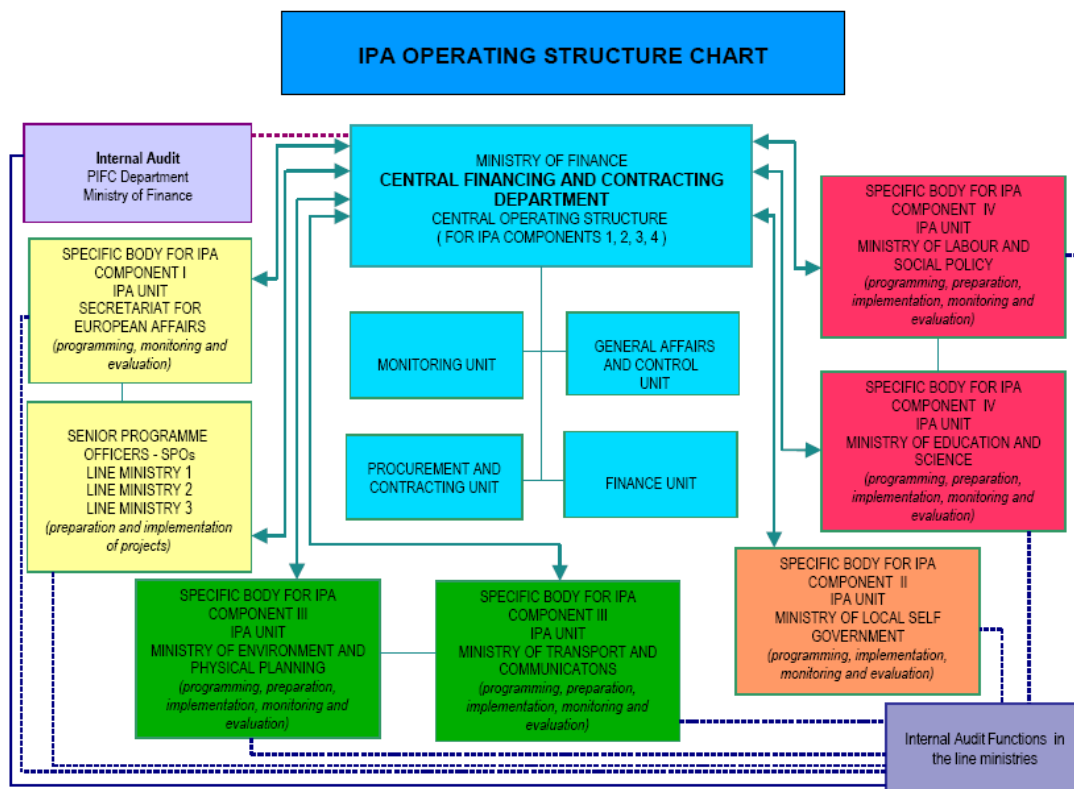 IPA OPERATING STRUCTURE CHART
Internal Audit
PIFC Department
Ministry of Finance
MINISTRY OF FINANCE
CENTRAL FINANCING AND CONTRACTING
DEPARTMENT
CENTRAL OPERATING STRUCTURE
( FOR IPA COMPONENTS 1, 2, 3, 4 )
SPECIFIC BODY FOR IPA
COMPONENT IV
IPA UNIT
MINISTRY OF LABOUR AND
SOCIAL POLICY
(programming, preparation,
implementation, monitoring and
evaluation)
SPECIFIC BODY FOR IPA
COMPONENT I
IPA UNIT
SECRETARIAT FOR
EUROPEAN AFFAIRS
(programming, monitoring and
evaluation)
MONITORING UNIT
GENERAL AFFAIRS
AND CONTROL
UNIT
SPECIFIC BODY FOR IPA
COMPONENT IV
IPA UNIT
MINISTRY OF EDUCATION AND
SCIENCE
(programming, preparation,
implementation, monitoring and
evaluation)
SENIOR PROGRAMME
OFFICERS - SPOs
LINE MINISTRY 1
LINE MINISTRY 2
LINE MINISTRY 3
(preparation and implementation
of projects)
PROCUREMENT AND
CONTRACTING UNIT
FINANCE UNIT
SPECIFIC BODY FOR IPA
COMPONENT III
IPA UNIT
MINISTRY OF ENVIRONMENT AND
PHYSICAL PLANNING
(programming, preparation,
implementation, monitoring and
evaluation)
SPECIFIC BODY FOR IPA
COMPONENT III
IPA UNIT
MINISTRY OF TRANSPORT AND
COMMUNICATONS
(programming, preparation,
implementation, monitoring and
evaluation)
SPECIFIC BODY FOR IPA
COMPONENT II
IPA UNIT
MINISTRY OF LOCAL SELF
GOVERNMENT
(programming, implementation,
monitoring and evaluation)
Internal Audit Functions in
the line ministries